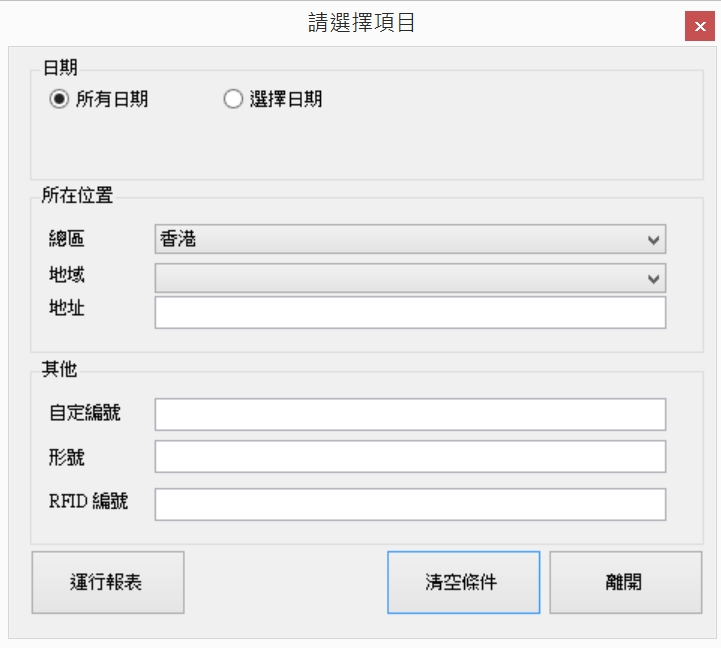 請選擇項目
日期
所有日期 選擇日期
所在位置
總區 香港
地域
地址
其他
自定編號
形號
RFID 編號
運行報表 清空條件 離開